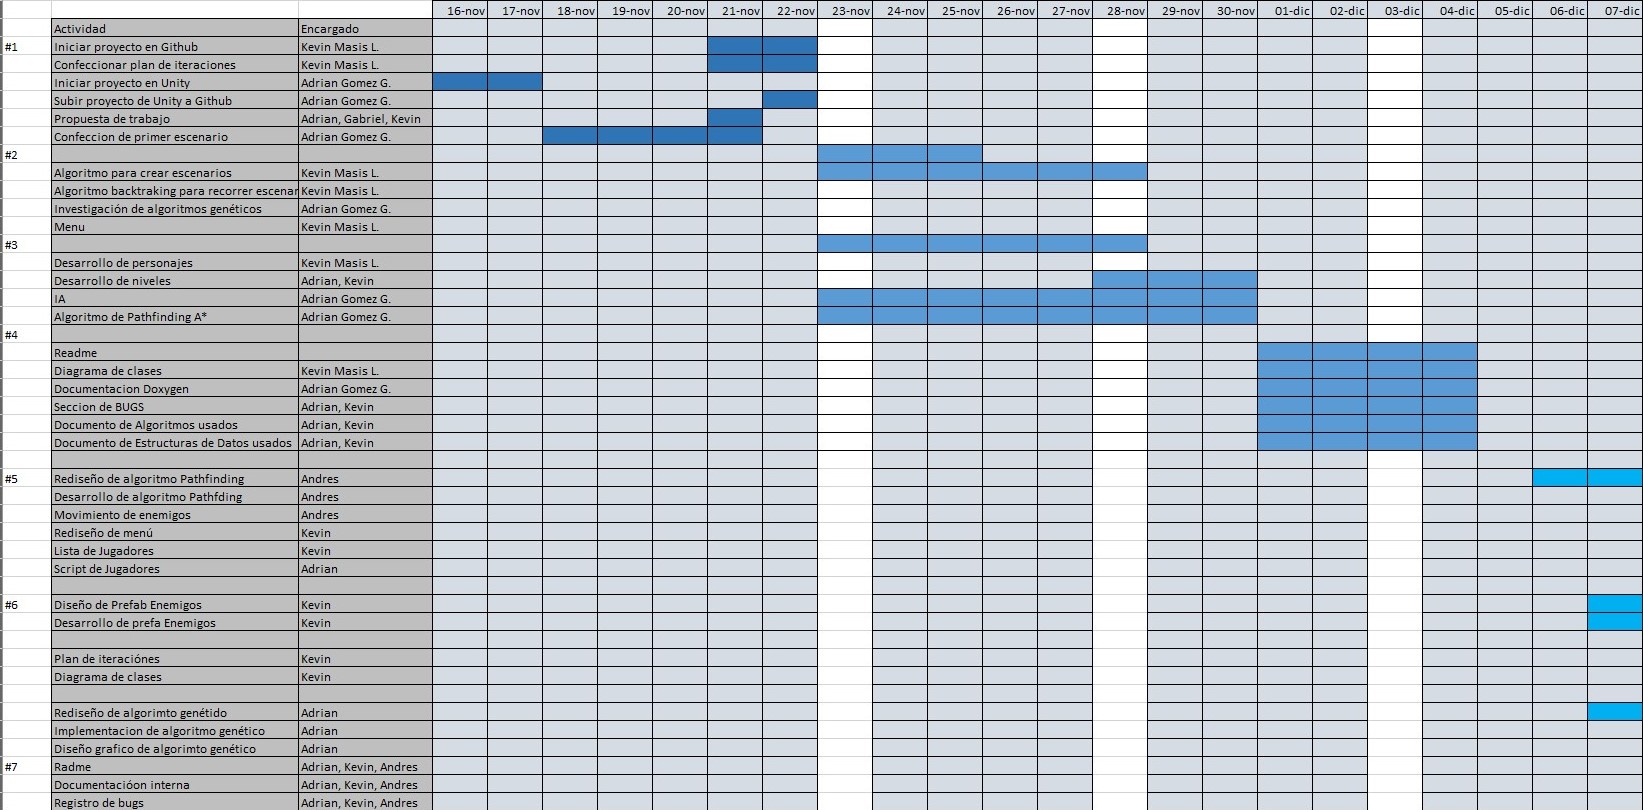 16-nov 17-nov 18-nov 19-nov 20-nov 21-nov 22-nov 23-nov 24-nov 25-nov 26-nov 27-nov 28-nov 29-nov 30-nov 01-dic 02-dic 03-dic 04-dic 05-dic 06-dic 07-dic
Actividad Encargado
#1 Iniciar proyecto en Github Kevin Masis L.
Confeccionar plan de iteraciones Kevin Masis L.
Iniciar proyecto en Unity Adrian Gomez G.
Subir proyecto de Unity a Github Adrian Gomez G.
Propuesta de trabajo Adrian, Gabriel, Kevin
Confeccion de primer escenario Adrian Gomez G.
#2
Algoritmo para crear escenarios Kevin Masis L.
Algoritmo backtraking para recorrer escenar Kevin Masis L.
Investigación de algoritmos genéticos Adrian Gomez G.
Menu Kevin Masis L.
#3
Desarrollo de personajes Kevin Masis L.
Desarrollo de niveles Adrian, Kevin
IA Adrian Gomez G.
Algoritmo de Pathfinding A* Adrian Gomez G.
#4
Readme
Diagrama de clases Kevin Masis L.
Documentacion Doxygen Adrian Gomez G.
Seccion de BUGS Adrian, Kevin
Documento de Algoritmos usados Adrian, Kevin
Documento de Estructuras de Datos usados Adrian, Kevin
#5 Rediseño de algoritmo Pathfinding Andres
Desarrollo de algoritmo Pathfding Andres
Movimiento de enemigos Andres
Rediseño de menú Kevin
Lista de Jugadores Kevin
Script de Jugadores Adrian
#6 Diseño de Prefab Enemigos Kevin
Desarrollo de prefa Enemigos Kevin
Plan de iteraciónes Kevin
Diagrama de clases Kevin
Rediseño de algorimto genétido Adrian
Implementacion de algoritmo genético Adrian
Diseño grafico de algorimto genético Adrian
#7 Radme Adrian, Kevin, Andres
Documentacióon interna Adrian, Kevin, Andres
Registro de bugs Adrian, Kevin, Andres